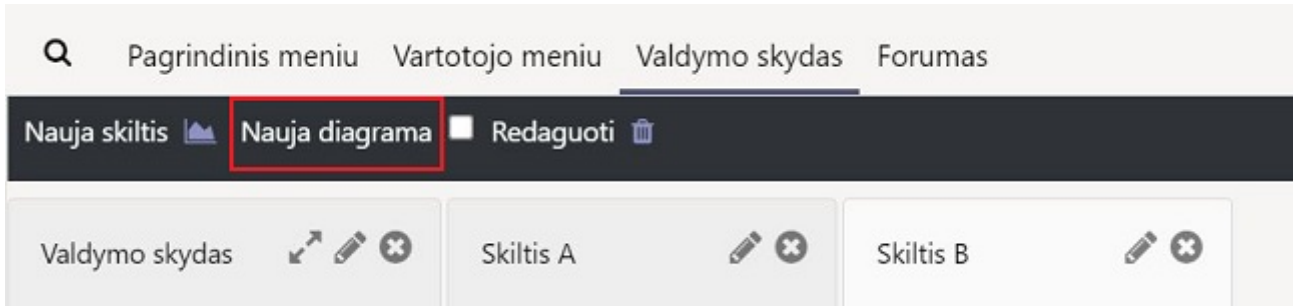 Pagrindinis meniu Vartotojo meniu Valdymo skydas Forumas
Nauja skiltis Nauja diagrama Redaguoti
Valdymo skydas Skiltis A Skiltis B